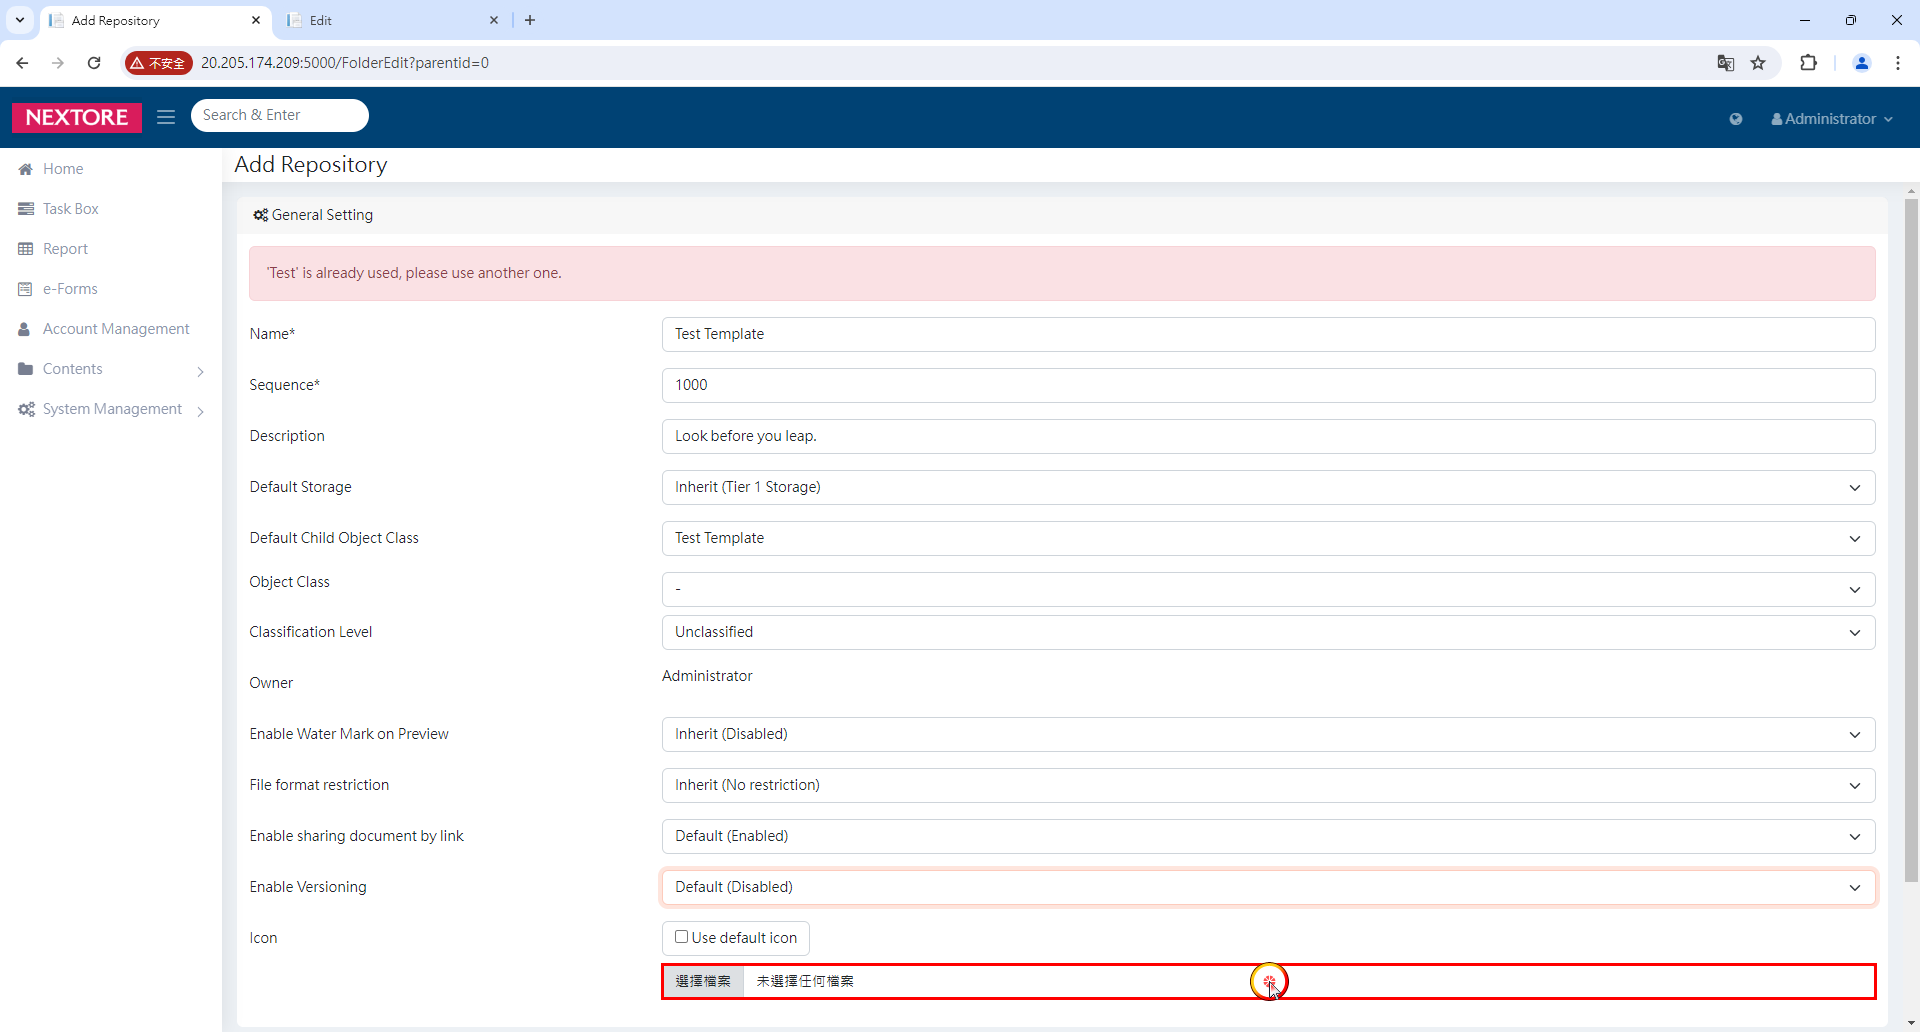 Add Repository
Edit
不安全
20.205.174.209:5000/FolderEdit?parentid=0
NEXTORE
Search & Enter
Administrator
Home
Task Box
Report
e-Forms
Account Management
Contents
System Management
Add Repository
General Setting
'Test' is already used, please use another one.
Name*
Test Template
Sequence*
1000
Description
Look before you leap.
Default Storage
Inherit (Tier 1 Storage)
Default Child Object Class
Test Template
Object Class
-
Classification Level
Unclassified
Owner
Administrator
Enable Water Mark on Preview
Inherit (Disabled)
File format restriction
Inherit (No restriction)
Enable sharing document by link
Default (Enabled)
Enable Versioning
Default (Disabled)
Icon
Use default icon
選擇檔案 未選擇任何檔案